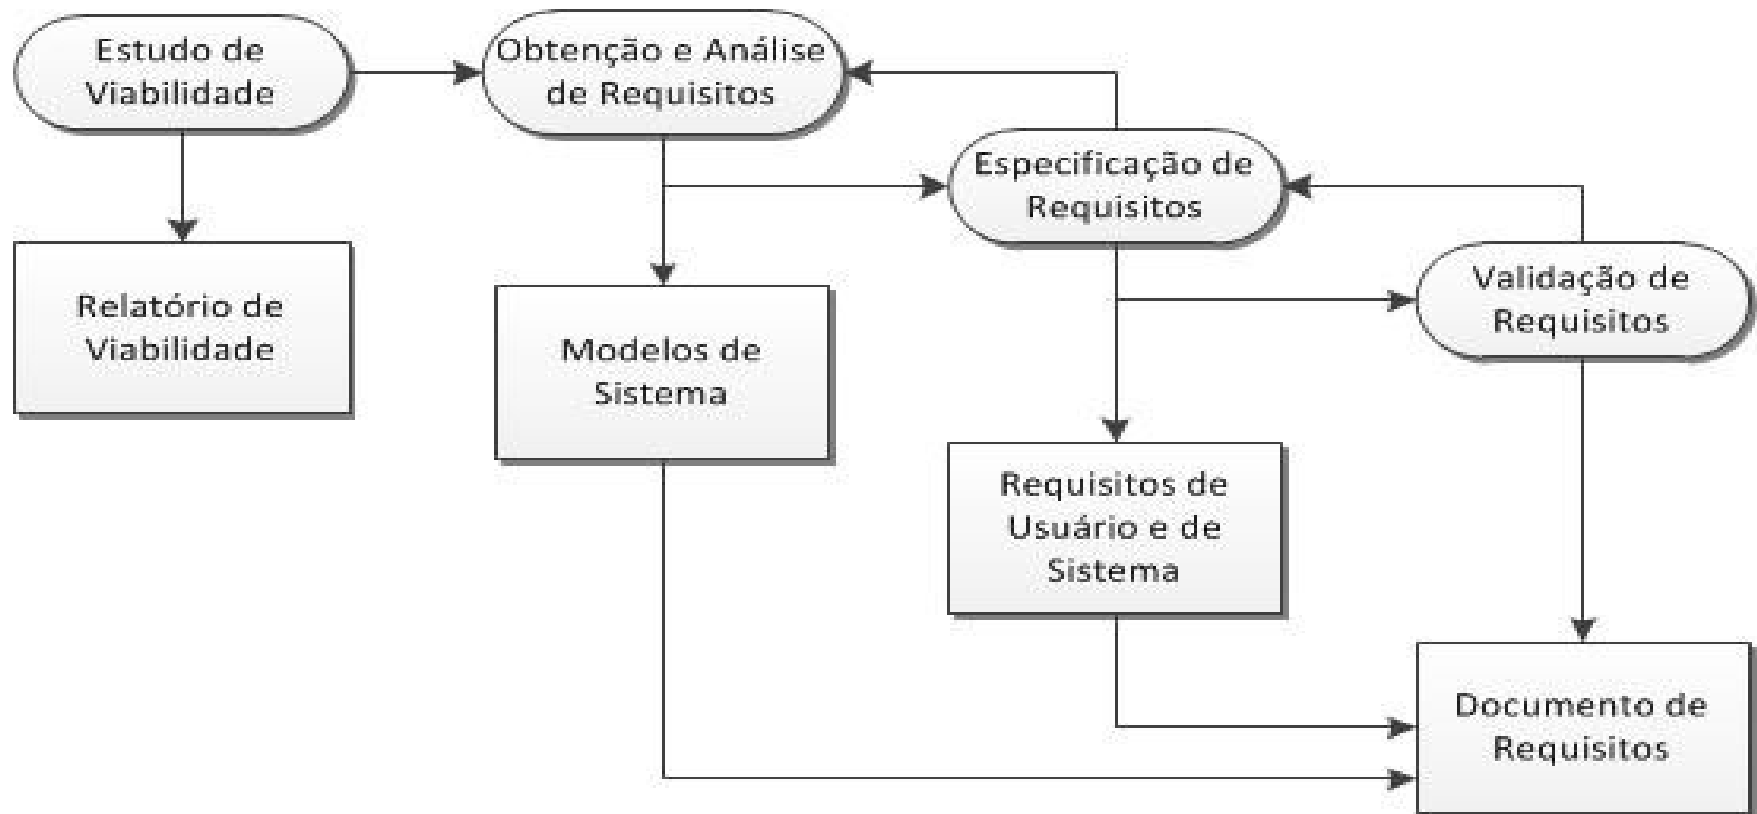 Estudo de
Viabilidade
Obtenção e Análise
de Requisitos
Especificação de
Requisitos
Validação de
Requisitos
Relatório de
Viabilidade
Modelos de
Sistema
Requisitos de
Usuário e de
Sistema
Documento de
Requisitos